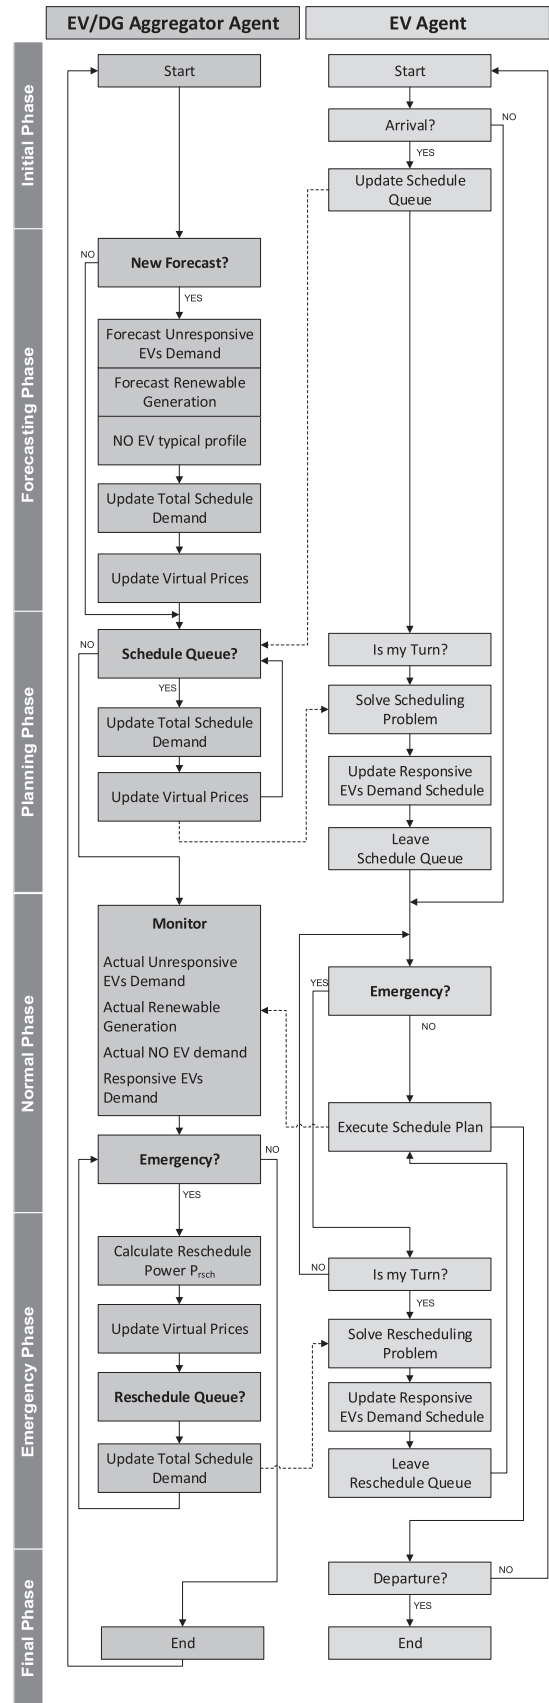 EV/DG Aggregator Agent
EV Agent
Initial Phase
Start
Start
Arrival?
NO
YES
Update Schedule
Queue
Forecasting Phase
NO
New Forecast?
YES
Forecast Unresponsive
EVs Demand
Forecast Renewable
Generation
NO EV typical profile
Update Total Schedule
Demand
Update Virtual Prices
Planning Phase
NO
Schedule Queue?
YES
Update Total Schedule
Demand
Update Virtual Prices
Is my Turn?
Solve Scheduling
Problem
Update Responsive
EVs Demand Schedule
Leave
Schedule Queue
Normal Phase
Monitor
Actual Unresponsive
EVs Demand
Actual Renewable
Generation
Actual NO EV demand
Responsive EVs
Demand
YES
Emergency?
NO
Execute Schedule Plan
Emergency?
NO
YES
Emergency Phase
Calculate Reschedule
Power Prsch
Update Virtual Prices
Reschedule Queue?
Update Total Schedule
Demand
NO
Is my Turn?
YES
Solve Rescheduling
Problem
Update Responsive
EVs Demand Schedule
Leave
Reschedule Queue
Final Phase
Departure?
NO
YES
End
End